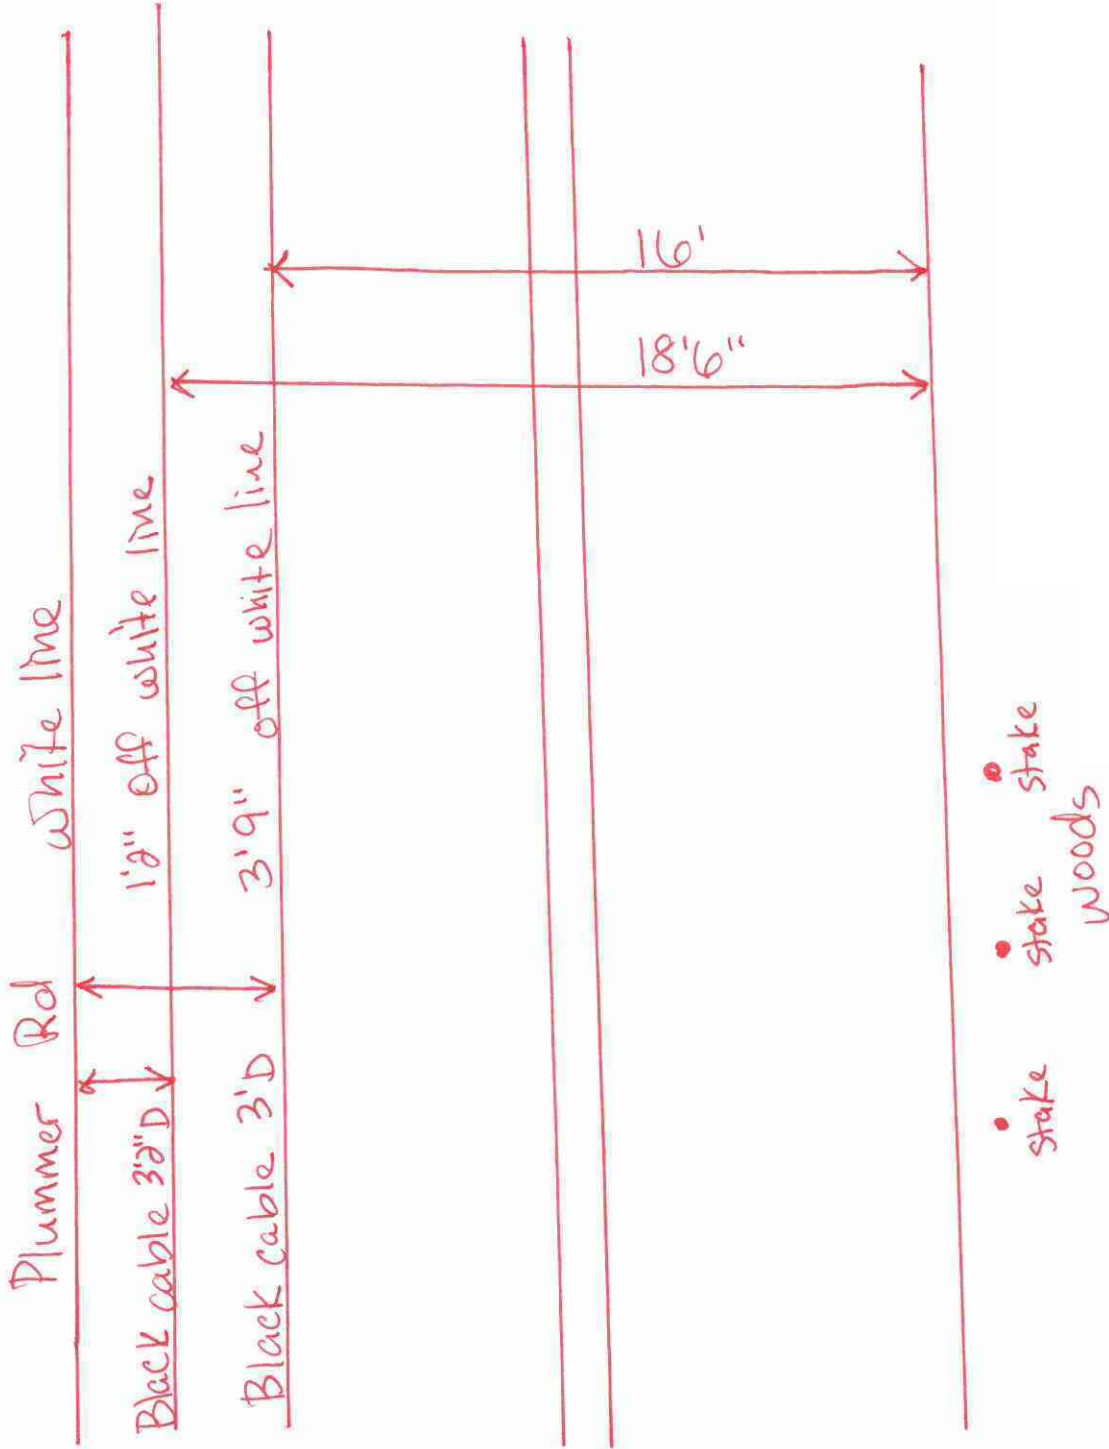 Plummer Rd white line
1'2" off white line
Black cable 3'2"D
3'9" off white line
Black cable 3'D
16'
18'6"
stake stake stake
woods